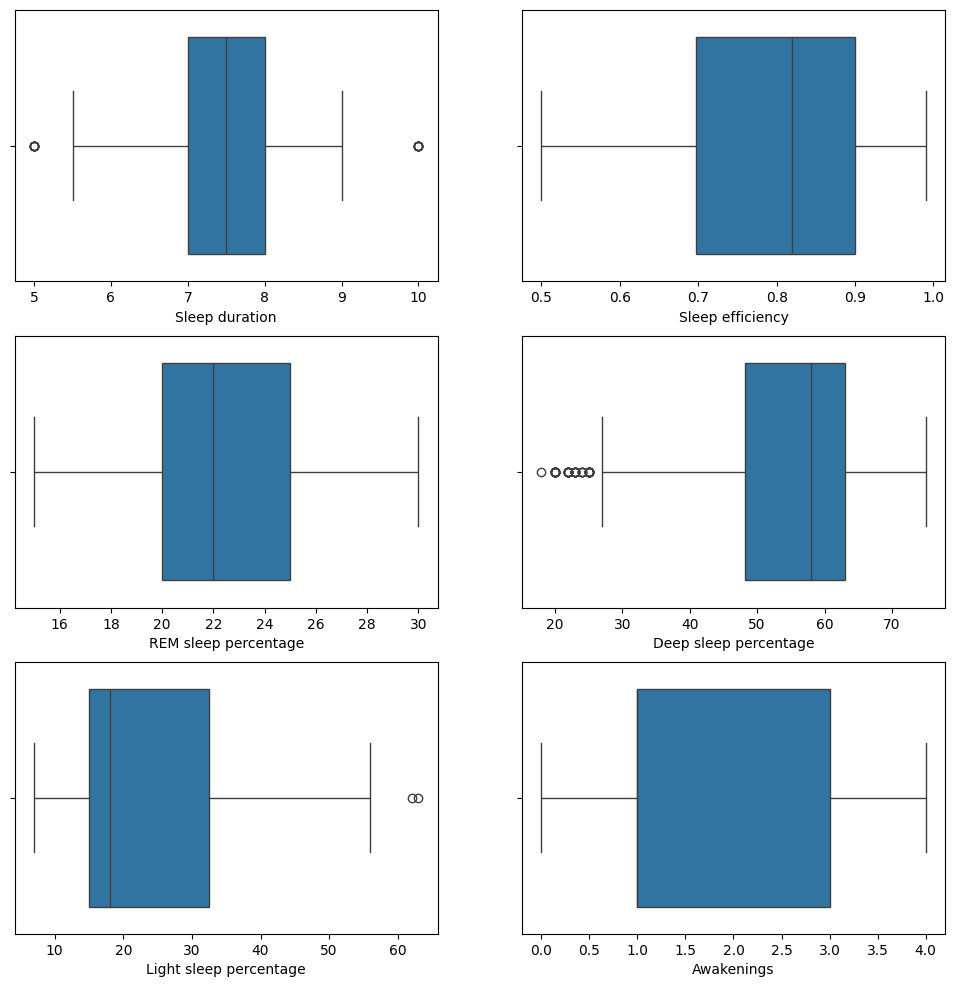 5 6 7 8 9 10
Sleep duration
0.5 0.6 0.7 0.8 0.9 1.0
Sleep efficiency
16 18 20 22 24 26 28 30
REM sleep percentage
20 30 40 50 60 70
Deep sleep percentage
10 20 30 40 50 60
Light sleep percentage
0.0 0.5 1.0 1.5 2.0 2.5 3.0 3.5 4.0
Awakenings